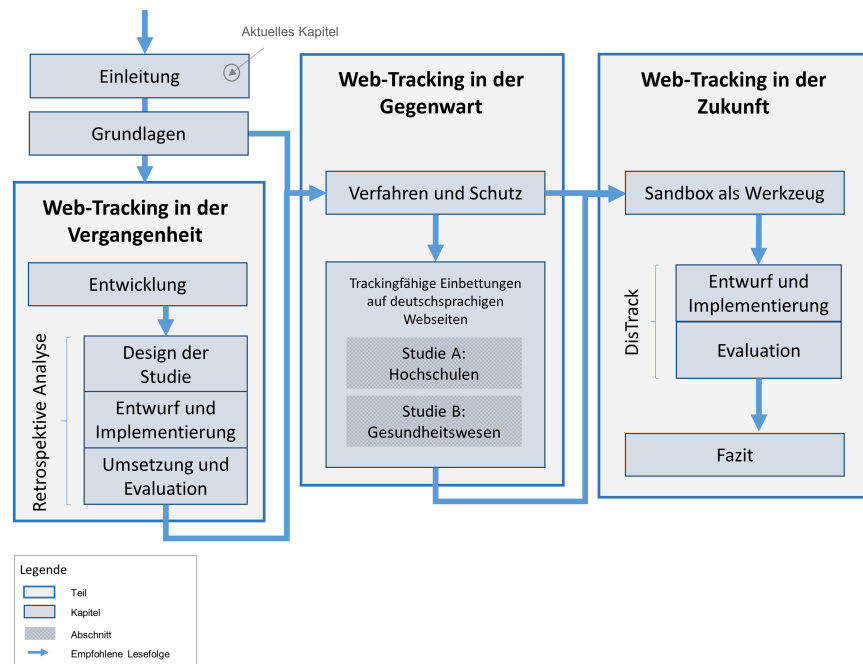 Aktuelles Kapitel
Einleitung
Grundlagen
Web-Tracking in der
Vergangenheit
Entwicklung
Retrospektive Analyse
Design der
Studie
Entwurf und
Implementierung
Umsetzung und
Evaluation
Web-Tracking in der
Gegenwart
Verfahren und Schutz
Trackingfähige Einbettungen
auf deutschsprachigen
Webseiten
Studie A:
Hochschulen
Studie B:
Gesundheitswesen
Web-Tracking in der
Zukunft
Sandbox als Werkzeug
DisTrack
Entwurf und
Implementierung
Evaluation
Fazit
Legende
Teil
Kapitel
Abschnitt
Empfohlene Lesefolge